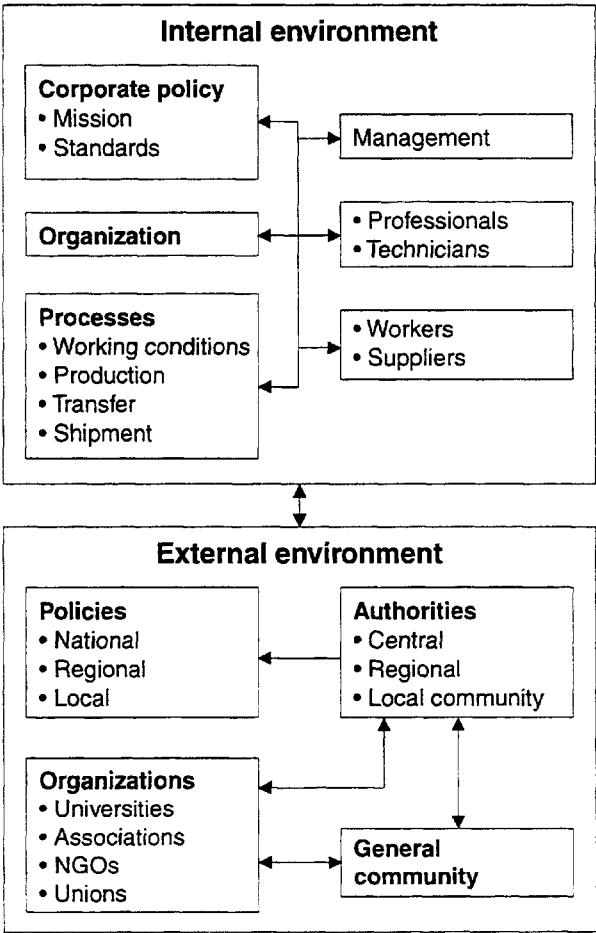 Internal environment
Corporate policy
• Mission
• Standards
Management
Organization
• Professionals
• Technicians
Processes
• Working conditions
• Production
• Transfer
• Shipment
• Workers
• Suppliers
External environment
Policies
• National
• Regional
• Local
Authorities
• Central
• Regional
• Local community
Organizations
• Universities
• Associations
• NGOs
• Unions
General
community